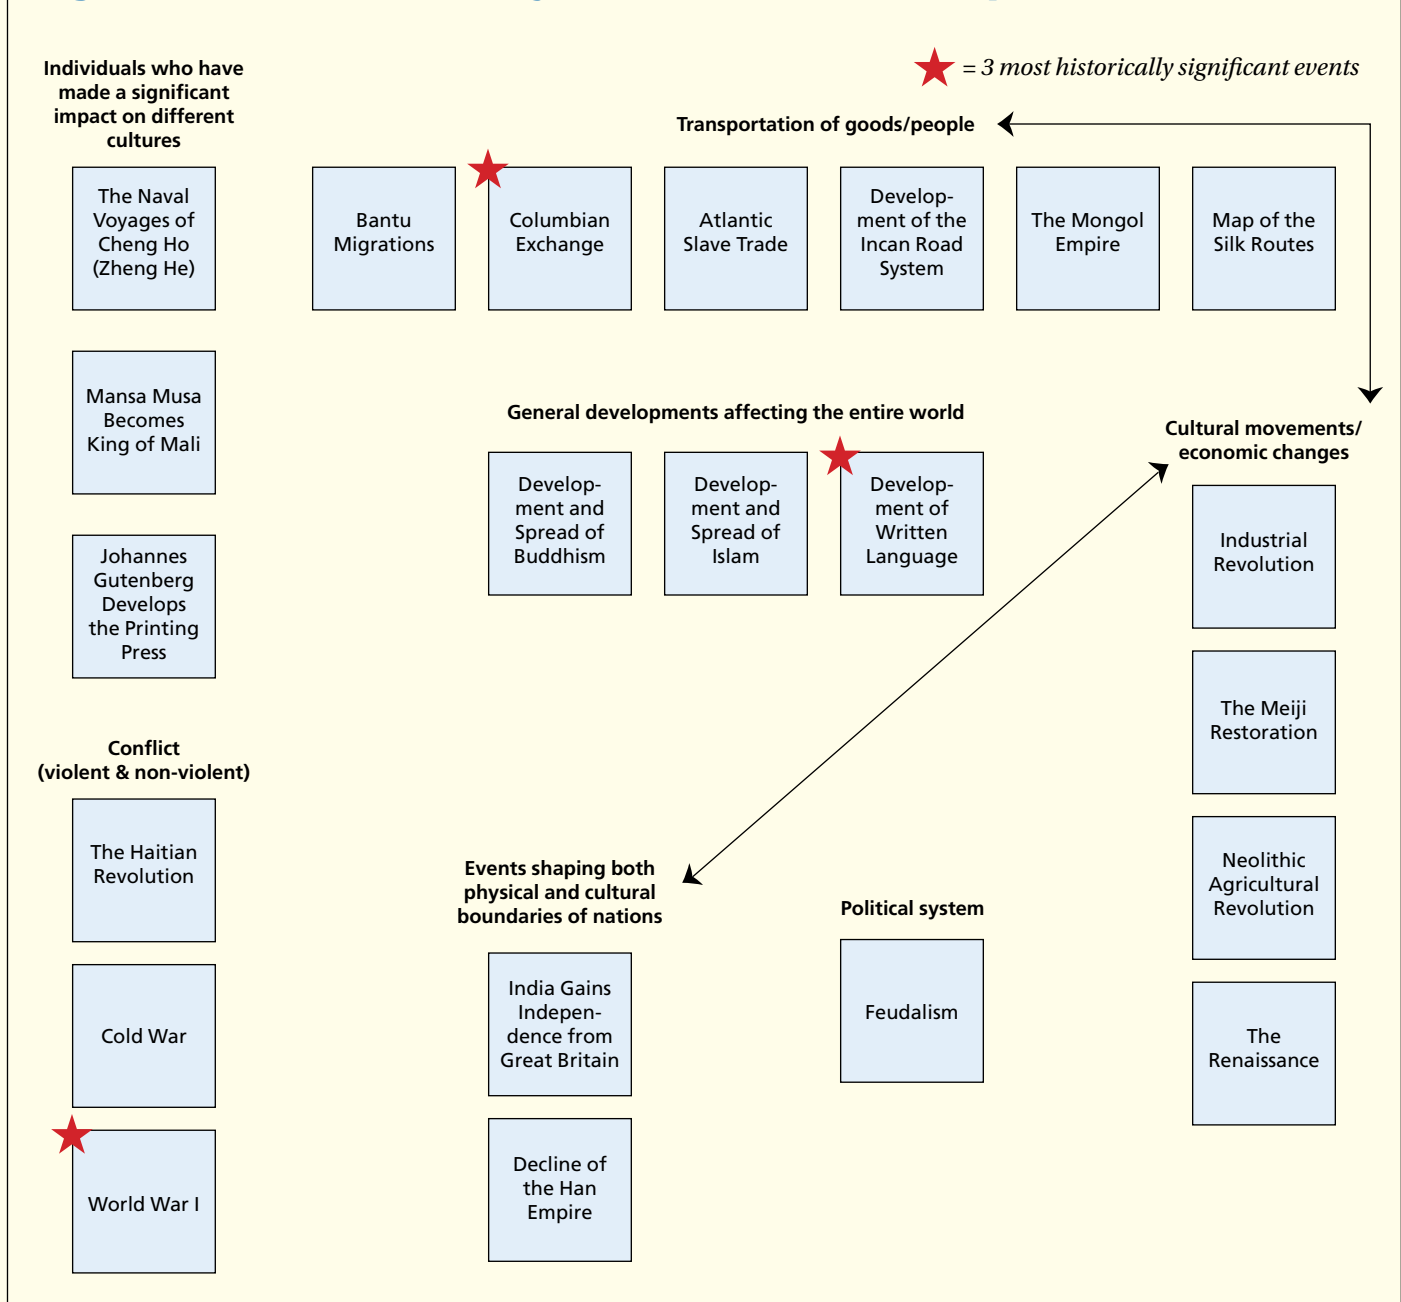 Individuals who have
made a significant
impact on different
cultures
= 3 most historically significant events
Transportation of goods/people
The Naval
Voyages of
Cheng Ho
(Zheng He)
Bantu
Migrations
Columbian
Exchange
Atlantic
Slave Trade
Develop-
ment of the
Incan Road
System
The Mongol
Empire
Map of the
Silk Routes
Mansa Musa
Becomes
King of Mali
Johannes
Gutenberg
Develops
the Printing
Press
General developments affecting the entire world
Develop-
ment and
Spread of
Buddhism
Develop-
ment and
Spread of
Islam
Develop-
ment of
Written
Language
Cultural movements/
economic changes
Industrial
Revolution
The Meiji
Restoration
Neolithic
Agricultural
Revolution
The
Renaissance
Conflict
(violent & non-violent)
The Haitian
Revolution
Cold War
World War I
Events shaping both
physical and cultural
boundaries of nations
India Gains
Indepen-
dence from
Great Britain
Decline of
the Han
Empire
Political system
Feudalism